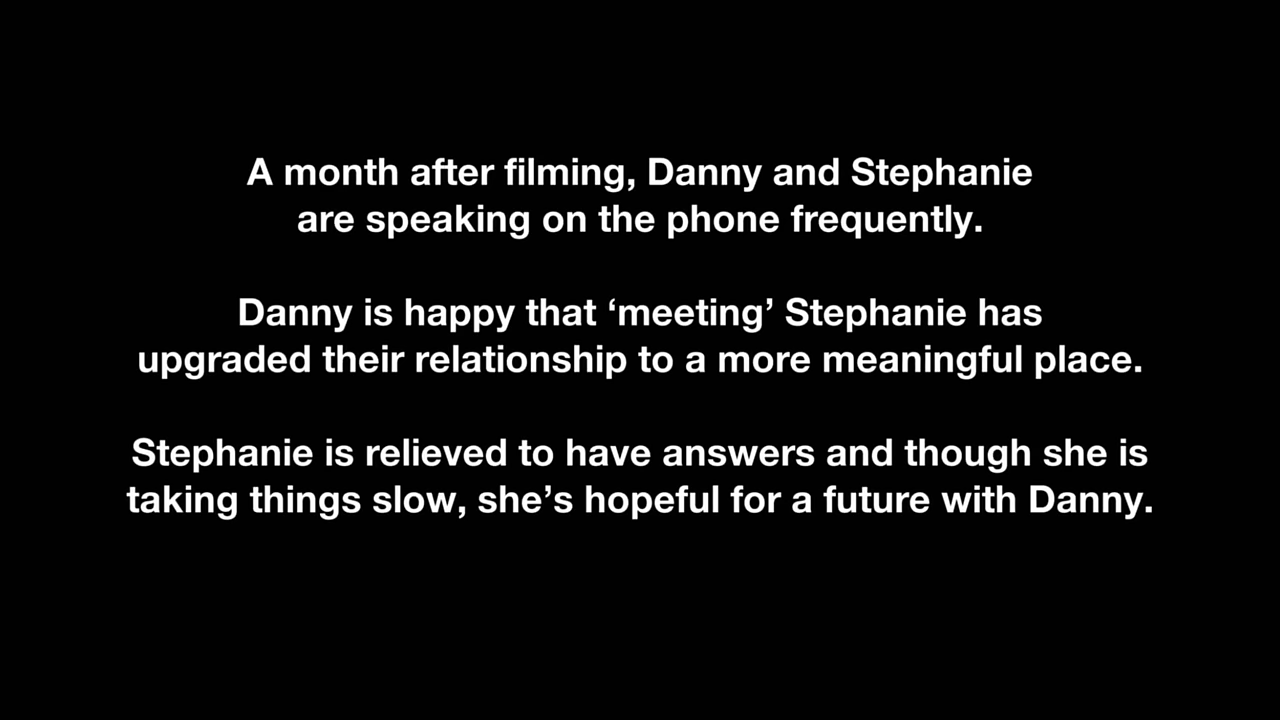 A month after filming, Danny and Stephanie
are speaking on the phone frequently.
Danny is happy that ‘meeting’ Stephanie has
upgraded their relationship to a more meaningful place.
Stephanie is relieved to have answers and though she is
taking things slow, she’s hopeful for a future with Danny.